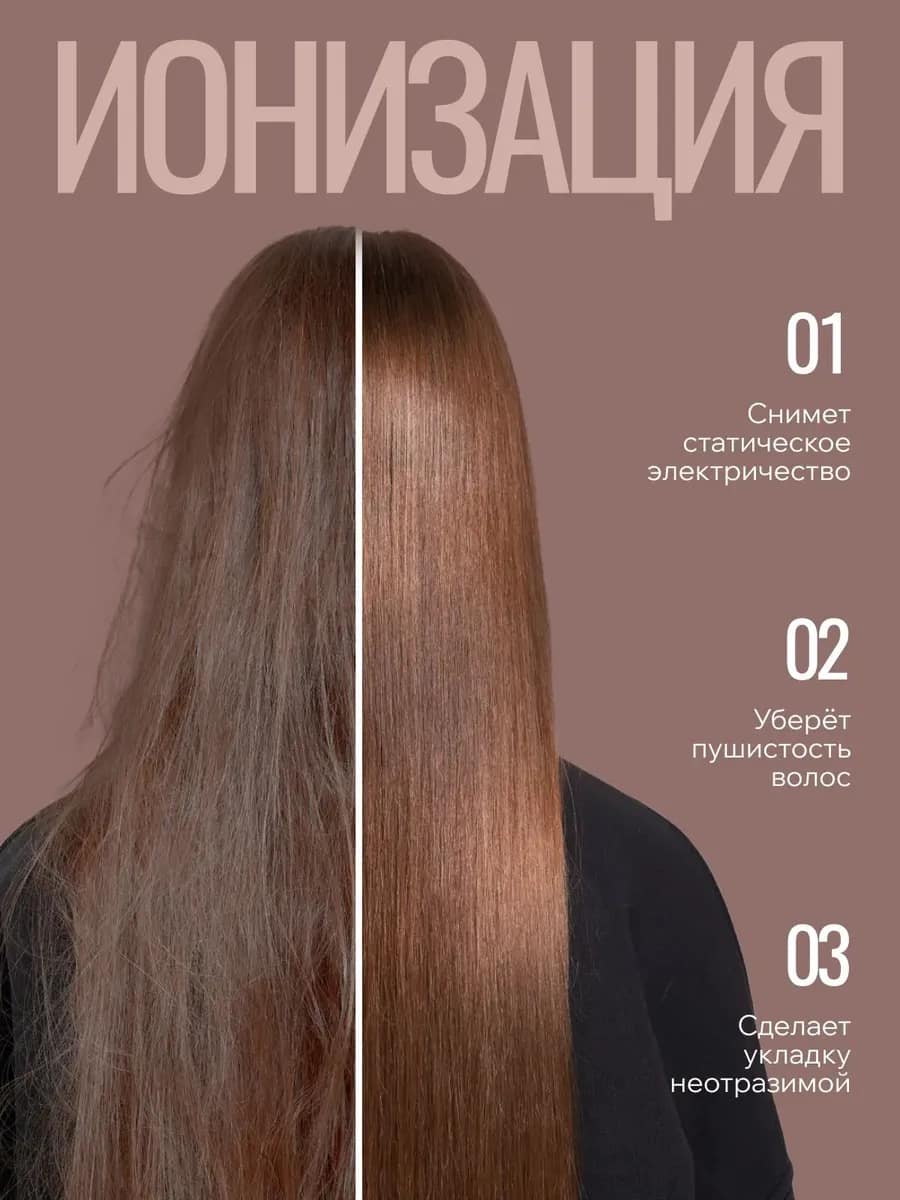 ИОНИЗАЦИЯ
01
Снимет
статическое
электричество
02
Уберёт
пушистость
волос
03
Сделает
укладку
неотразимой